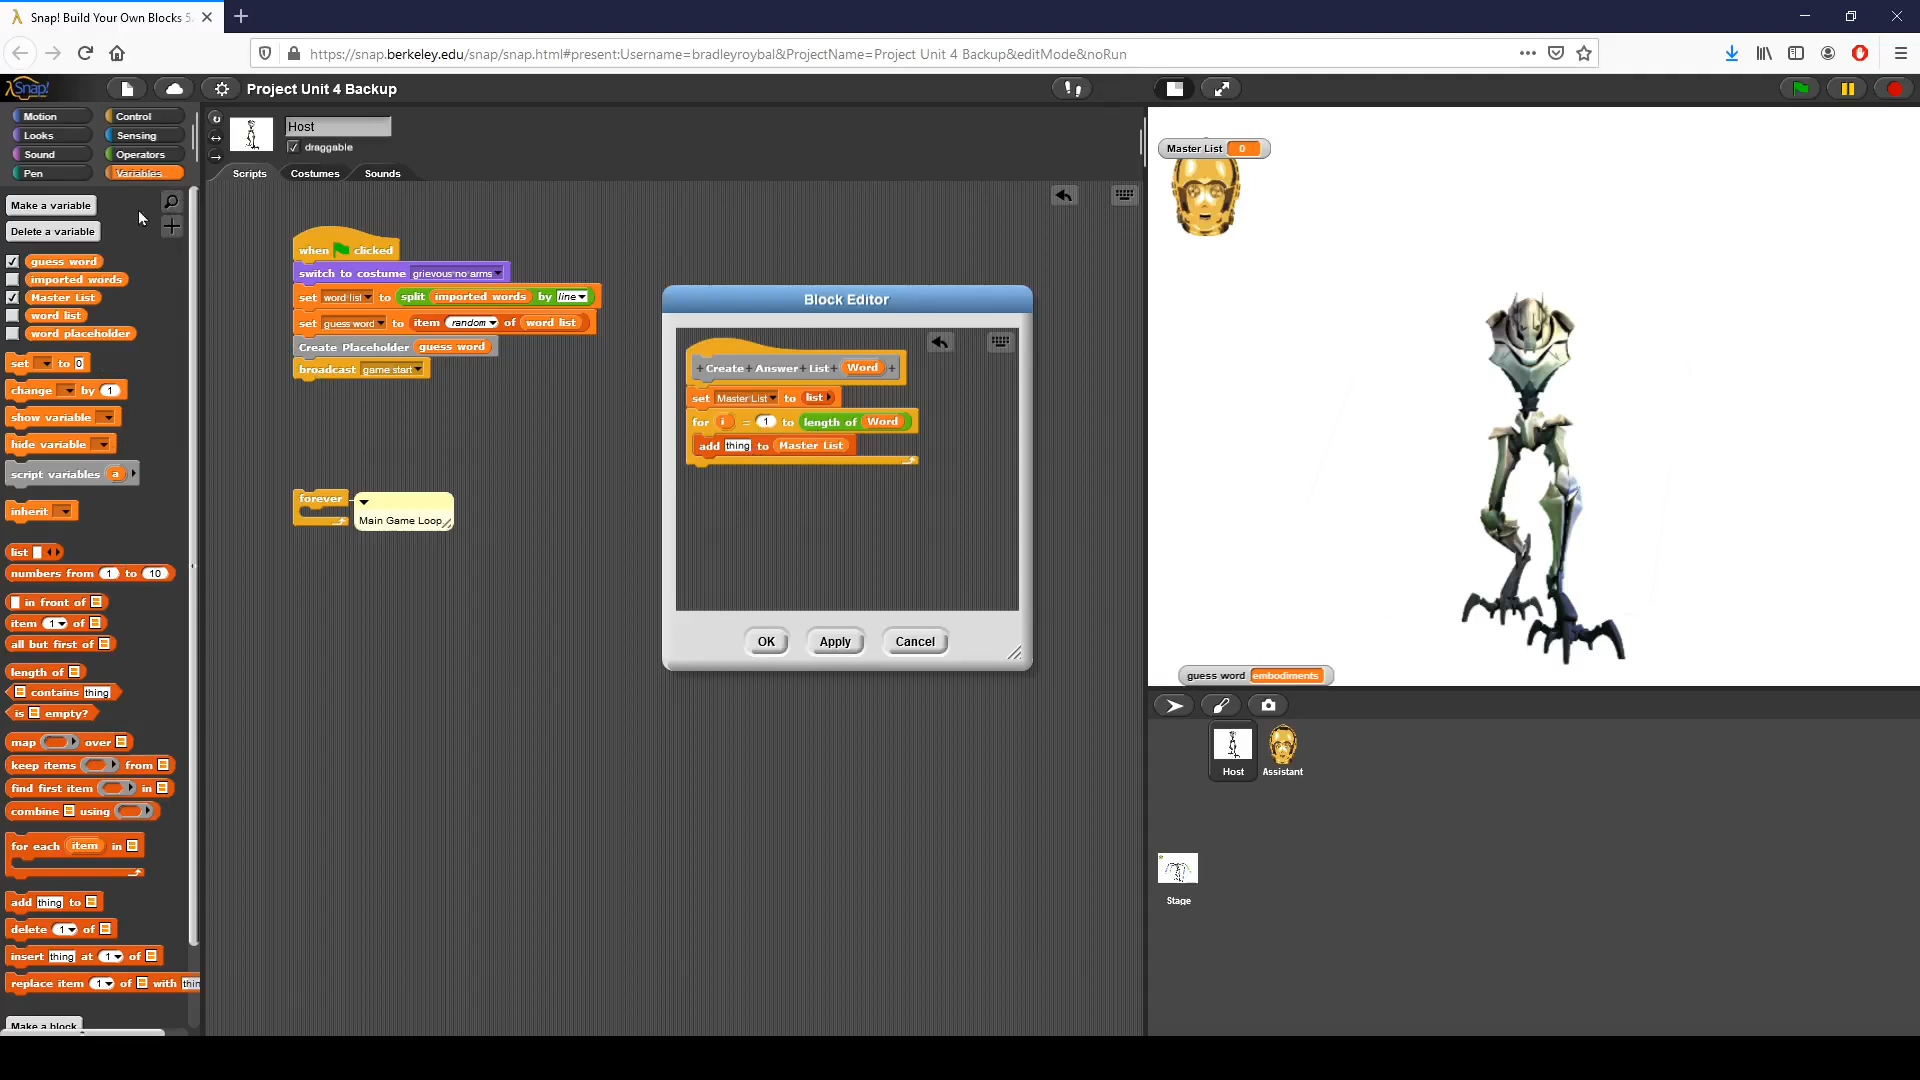 Snap! Build Your Own Blocks 5.
https://snap.berkeley.edu/snap/snap.html#present:Username=bradleyroybal&ProjectName=Project Unit 4 Backup&editMode&noRun
Snap!
Project Unit 4 Backup
Motion
Control
Looks
Sensing
Sound
Operators
Pen
Variables
Make a variable
Delete a variable
guess word
imported words
Master List
word list
word placeholder
set to 0
change by 1
show variable
hide variable
script variables a
inherit
list
numbers from 1 to 10
in front of
item 1 of
all but first of
length of
contains thing
is empty?
map over
keep items from
find first item in
combine using
for each item in
add thing to
delete 1 of
insert thing at 1 of
replace item 1 of with thin
Make a block
Host
draggable
Scripts
Costumes
Sounds
when clicked
switch to costume grievous no arms
set word list to split imported words by line
set guess word to item random of word list
Create Placeholder guess word
broadcast game start
forever
Main Game Loop
Block Editor
+ Create + Answer + List + Word +
set Master List to list
for i = 1 to length of Word
add thing to Master List
OK
Apply
Cancel
Master List 0
guess word embodiments
Host
Assistant
Stage